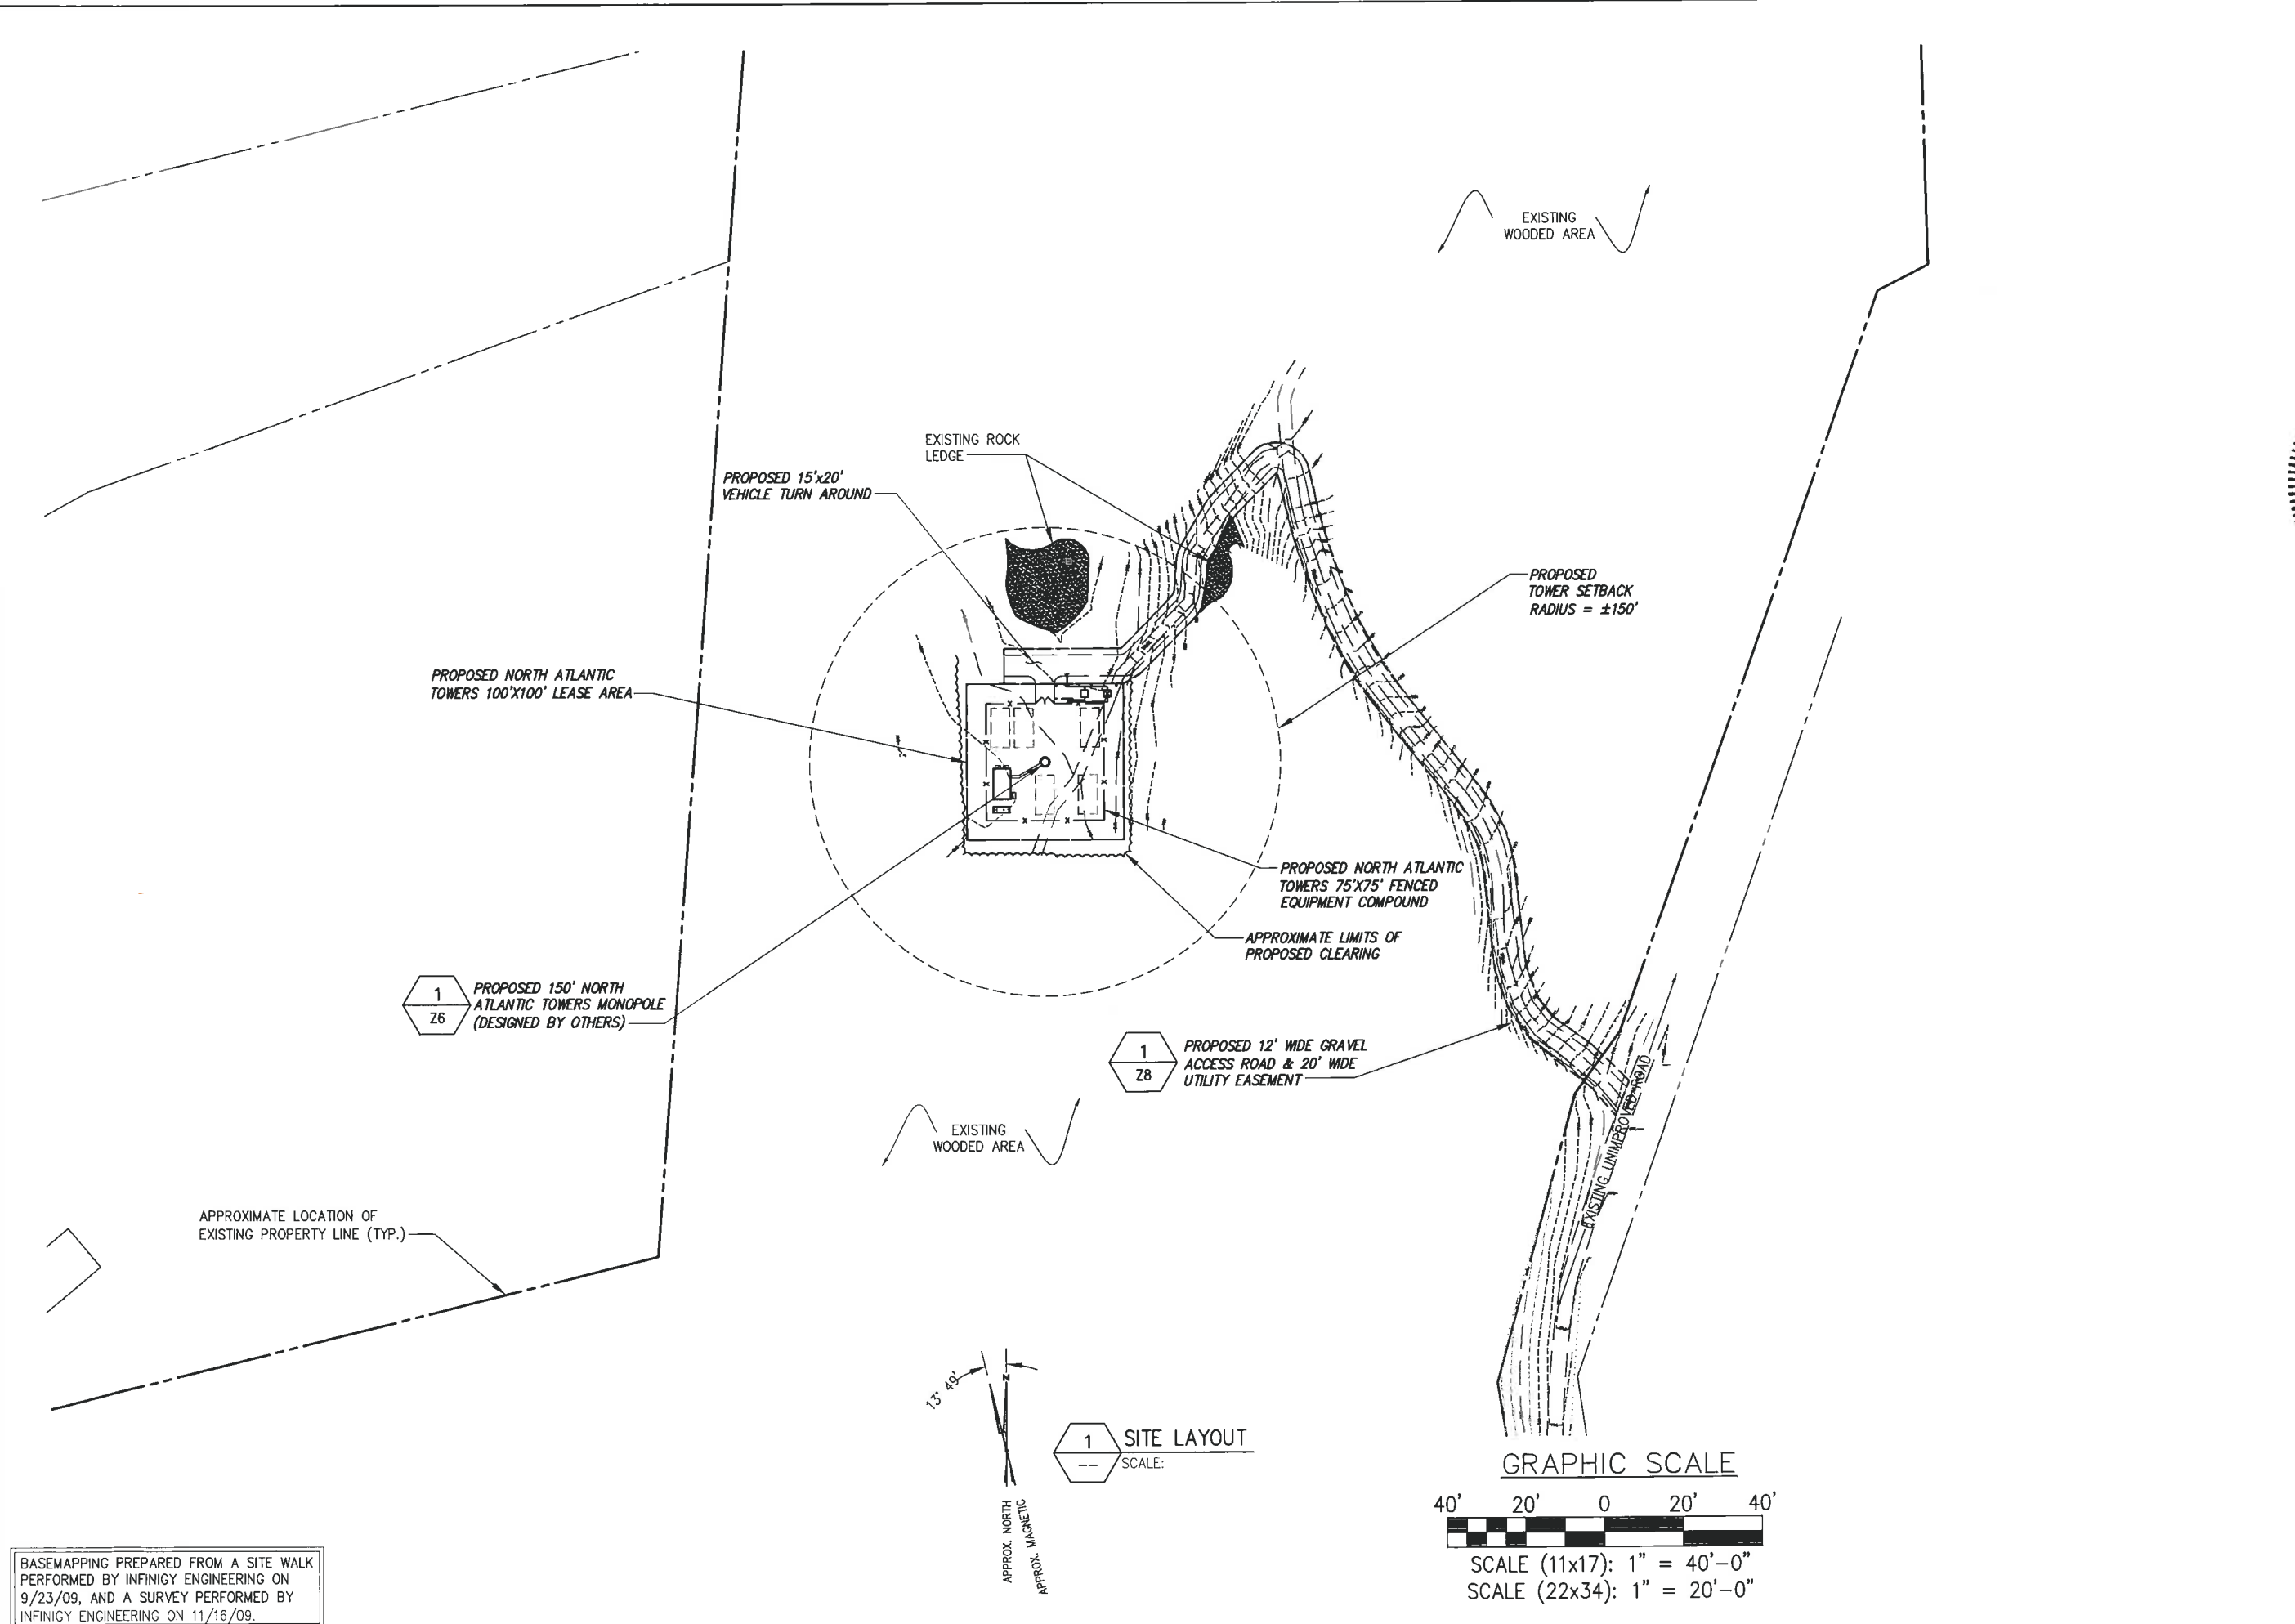 EXISTING
WOODED AREA
EXISTING ROCK
LEDGE
PROPOSED 15'x20'
VEHICLE TURN AROUND
PROPOSED
TOWER SETBACK
RADIUS = ±150'
PROPOSED NORTH ATLANTIC
TOWERS 100'X100' LEASE AREA
PROPOSED NORTH ATLANTIC
TOWERS 75'X75' FENCED
EQUIPMENT COMPOUND
APPROXIMATE LIMITS OF
PROPOSED CLEARING
1
Z6
PROPOSED 150' NORTH
ATLANTIC TOWERS MONOPOLE
(DESIGNED BY OTHERS)
1
Z8
PROPOSED 12' WIDE GRAVEL
ACCESS ROAD & 20' WIDE
UTILITY EASEMENT
EXISTING UNIMPROVED ROAD
EXISTING
WOODED AREA
APPROXIMATE LOCATION OF
EXISTING PROPERTY LINE (TYP.)
13° 49'
N
APPROX. NORTH
APPROX. MAGNETIC
1
--
SITE LAYOUT
SCALE:
GRAPHIC SCALE
40' 20' 0 20' 40'
SCALE (11x17): 1" = 40'-0"
SCALE (22x34): 1" = 20'-0"
BASEMAPPING PREPARED FROM A SITE WALK
PERFORMED BY INFINIGY ENGINEERING ON
9/23/09, AND A SURVEY PERFORMED BY
INFINIGY ENGINEERING ON 11/16/09.